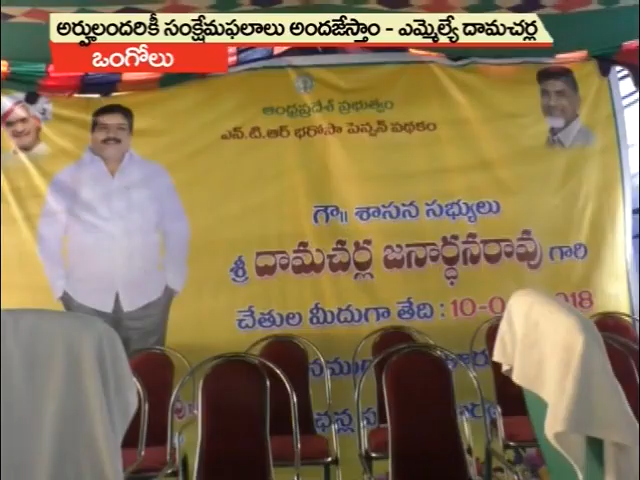 అర్హులందరికీ సంక్షేమఫలాలు అందజేస్తాం - ఎమ్మెల్యే దామచర్ల
ఒంగోలు
ఆంధ్రప్రదేశ్ ప్రభుత్వం
ఎన్.టి.ఆర్ భరోసా పెన్షన్ పథకం
గౌ|| శాసన సభ్యులు
శ్రీ దామచర్ల జనార్ధనరావు గారి
చేతుల మీదుగా తేది : 10-0 018